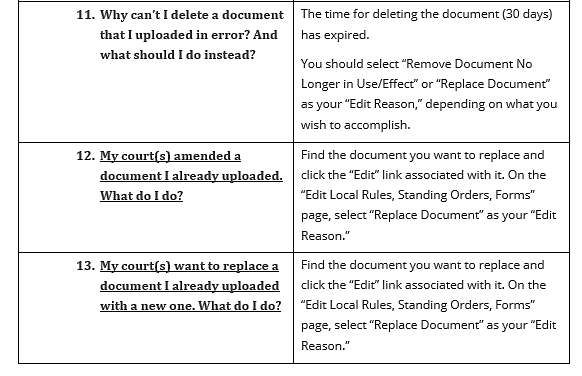 11. Why can't I delete a document
that I uploaded in error? And
what should I do instead?
The time for deleting the document (30 days)
has expired.
You should select "Remove Document No
Longer in Use/Effect" or "Replace Document"
as your "Edit Reason," depending on what you
wish to accomplish.
12. My court(s) amended a
document I already uploaded.
What do I do?
Find the document you want to replace and
click the "Edit" link associated with it. On the
"Edit Local Rules, Standing Orders, Forms"
page, select "Replace Document" as your "Edit
Reason."
13. My court(s) want to replace a
document I already uploaded
with a new one. What do I do?
Find the document you want to replace and
click the "Edit" link associated with it. On the
"Edit Local Rules, Standing Orders, Forms"
page, select "Replace Document" as your "Edit
Reason."